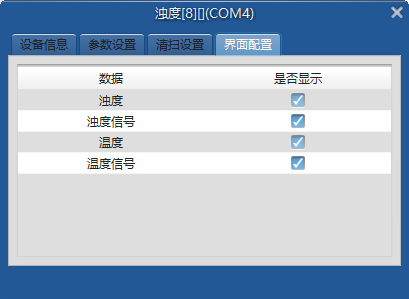 浊度[8][](COM4)
设备信息 参数设置 清扫设置 界面配置
数据 是否显示
浊度
浊度信号
温度
温度信号